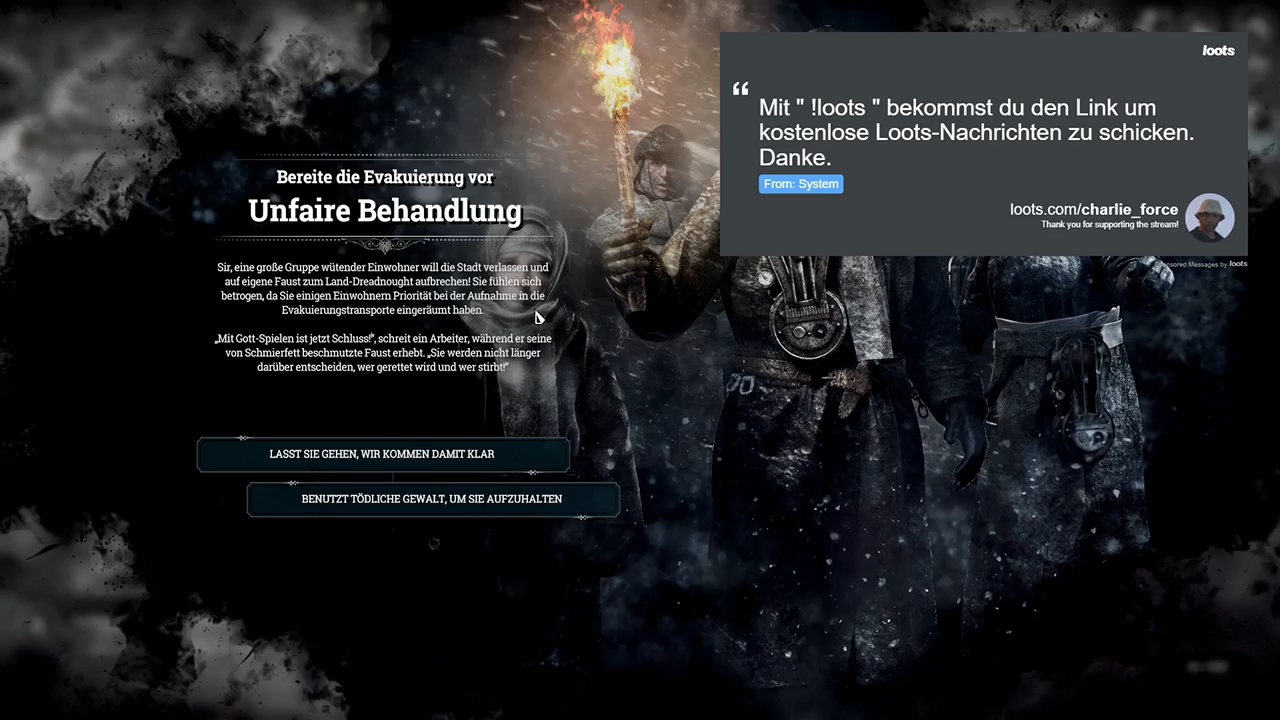 Bereite die Evakuierung vor
Unfaire Behandlung
Sir, eine große Gruppe wütender Einwohner will die Stadt verlassen und
auf eigene Faust zum Land-Dreadnought aufbrechen! Sie fühlen sich
betrogen, da Sie einigen Einwohnern Priorität bei der Aufnahme in die
Evakuierungstransporte eingeräumt haben.
„Mit Gott-Spielen ist jetzt Schluss!“, schreit ein Arbeiter, während er seine
von Schmierfett beschmutzte Faust erhebt. „Sie werden nicht länger
darüber entscheiden, wer gerettet wird und wer stirbt!“
LASST SIE GEHEN, WIR KOMMEN DAMIT KLAR
BENUTZT TÖDLICHE GEWALT, UM SIE AUFZUHALTEN
loots
“
Mit " !loots " bekommst du den Link um
kostenlose Loots-Nachrichten zu schicken.
Danke.
From: System
loots.com/charlie_force
Thank you for supporting the stream!
Messages by loots